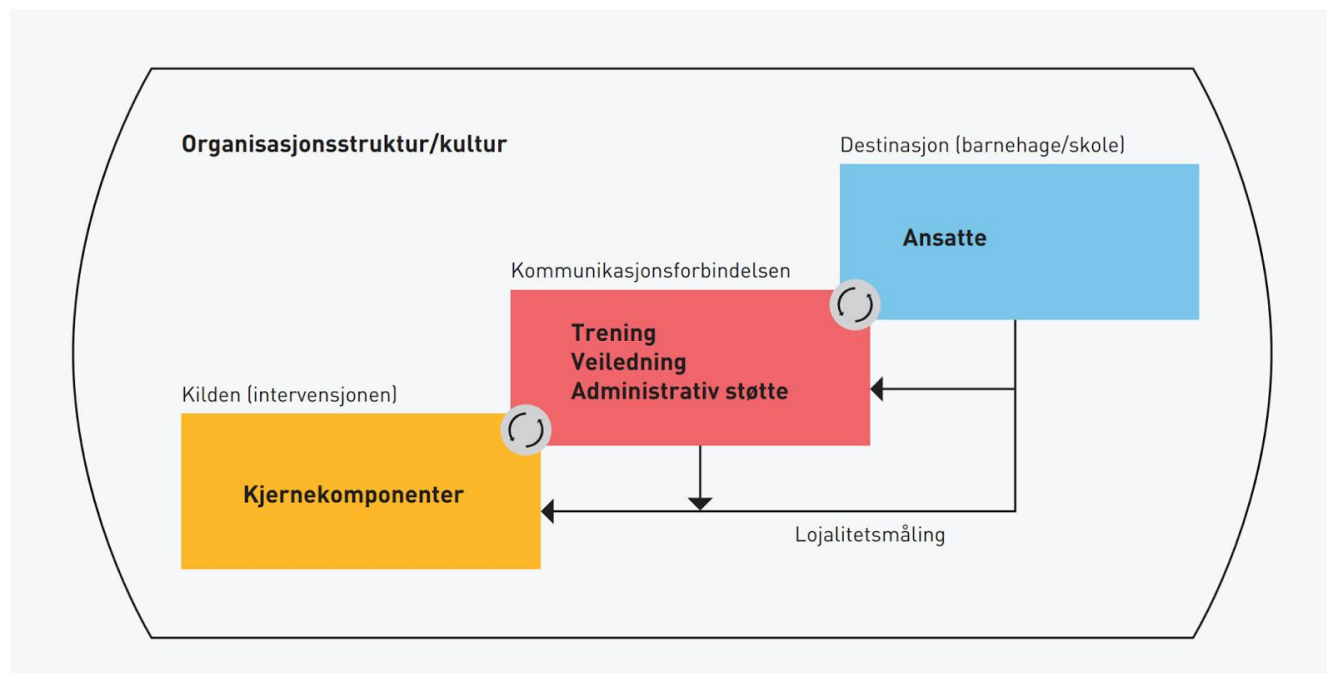 Organisasjonsstruktur/kultur
Destinasjon (barnehage/skole)
Ansatte
Kommunikasjonsforbindelsen
Trening
Veiledning
Administrativ støtte
Kilden (intervensjonen)
Kjernekomponenter
Lojalitetsmåling